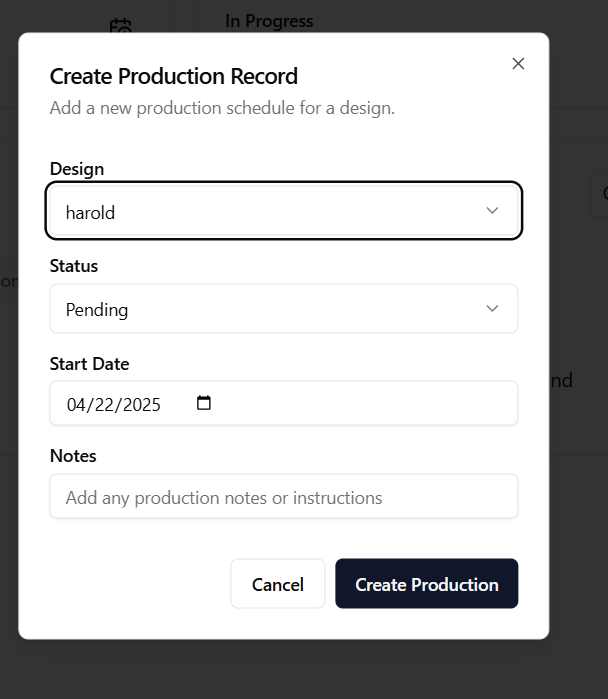 In Progress
Create Production Record
Add a new production schedule for a design.
Design
harold
Status
Pending
Start Date
04/22/2025
nd
Notes
Add any production notes or instructions
Cancel
Create Production